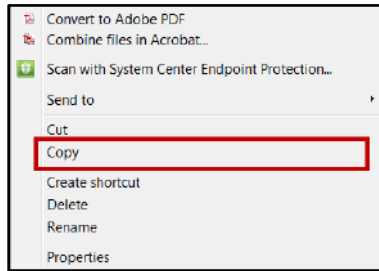 Convert to Adobe PDF
Combine files in Acrobat...
Scan with System Center Endpoint Protection...
Send to
Cut
Copy
Create shortcut
Delete
Rename
Properties